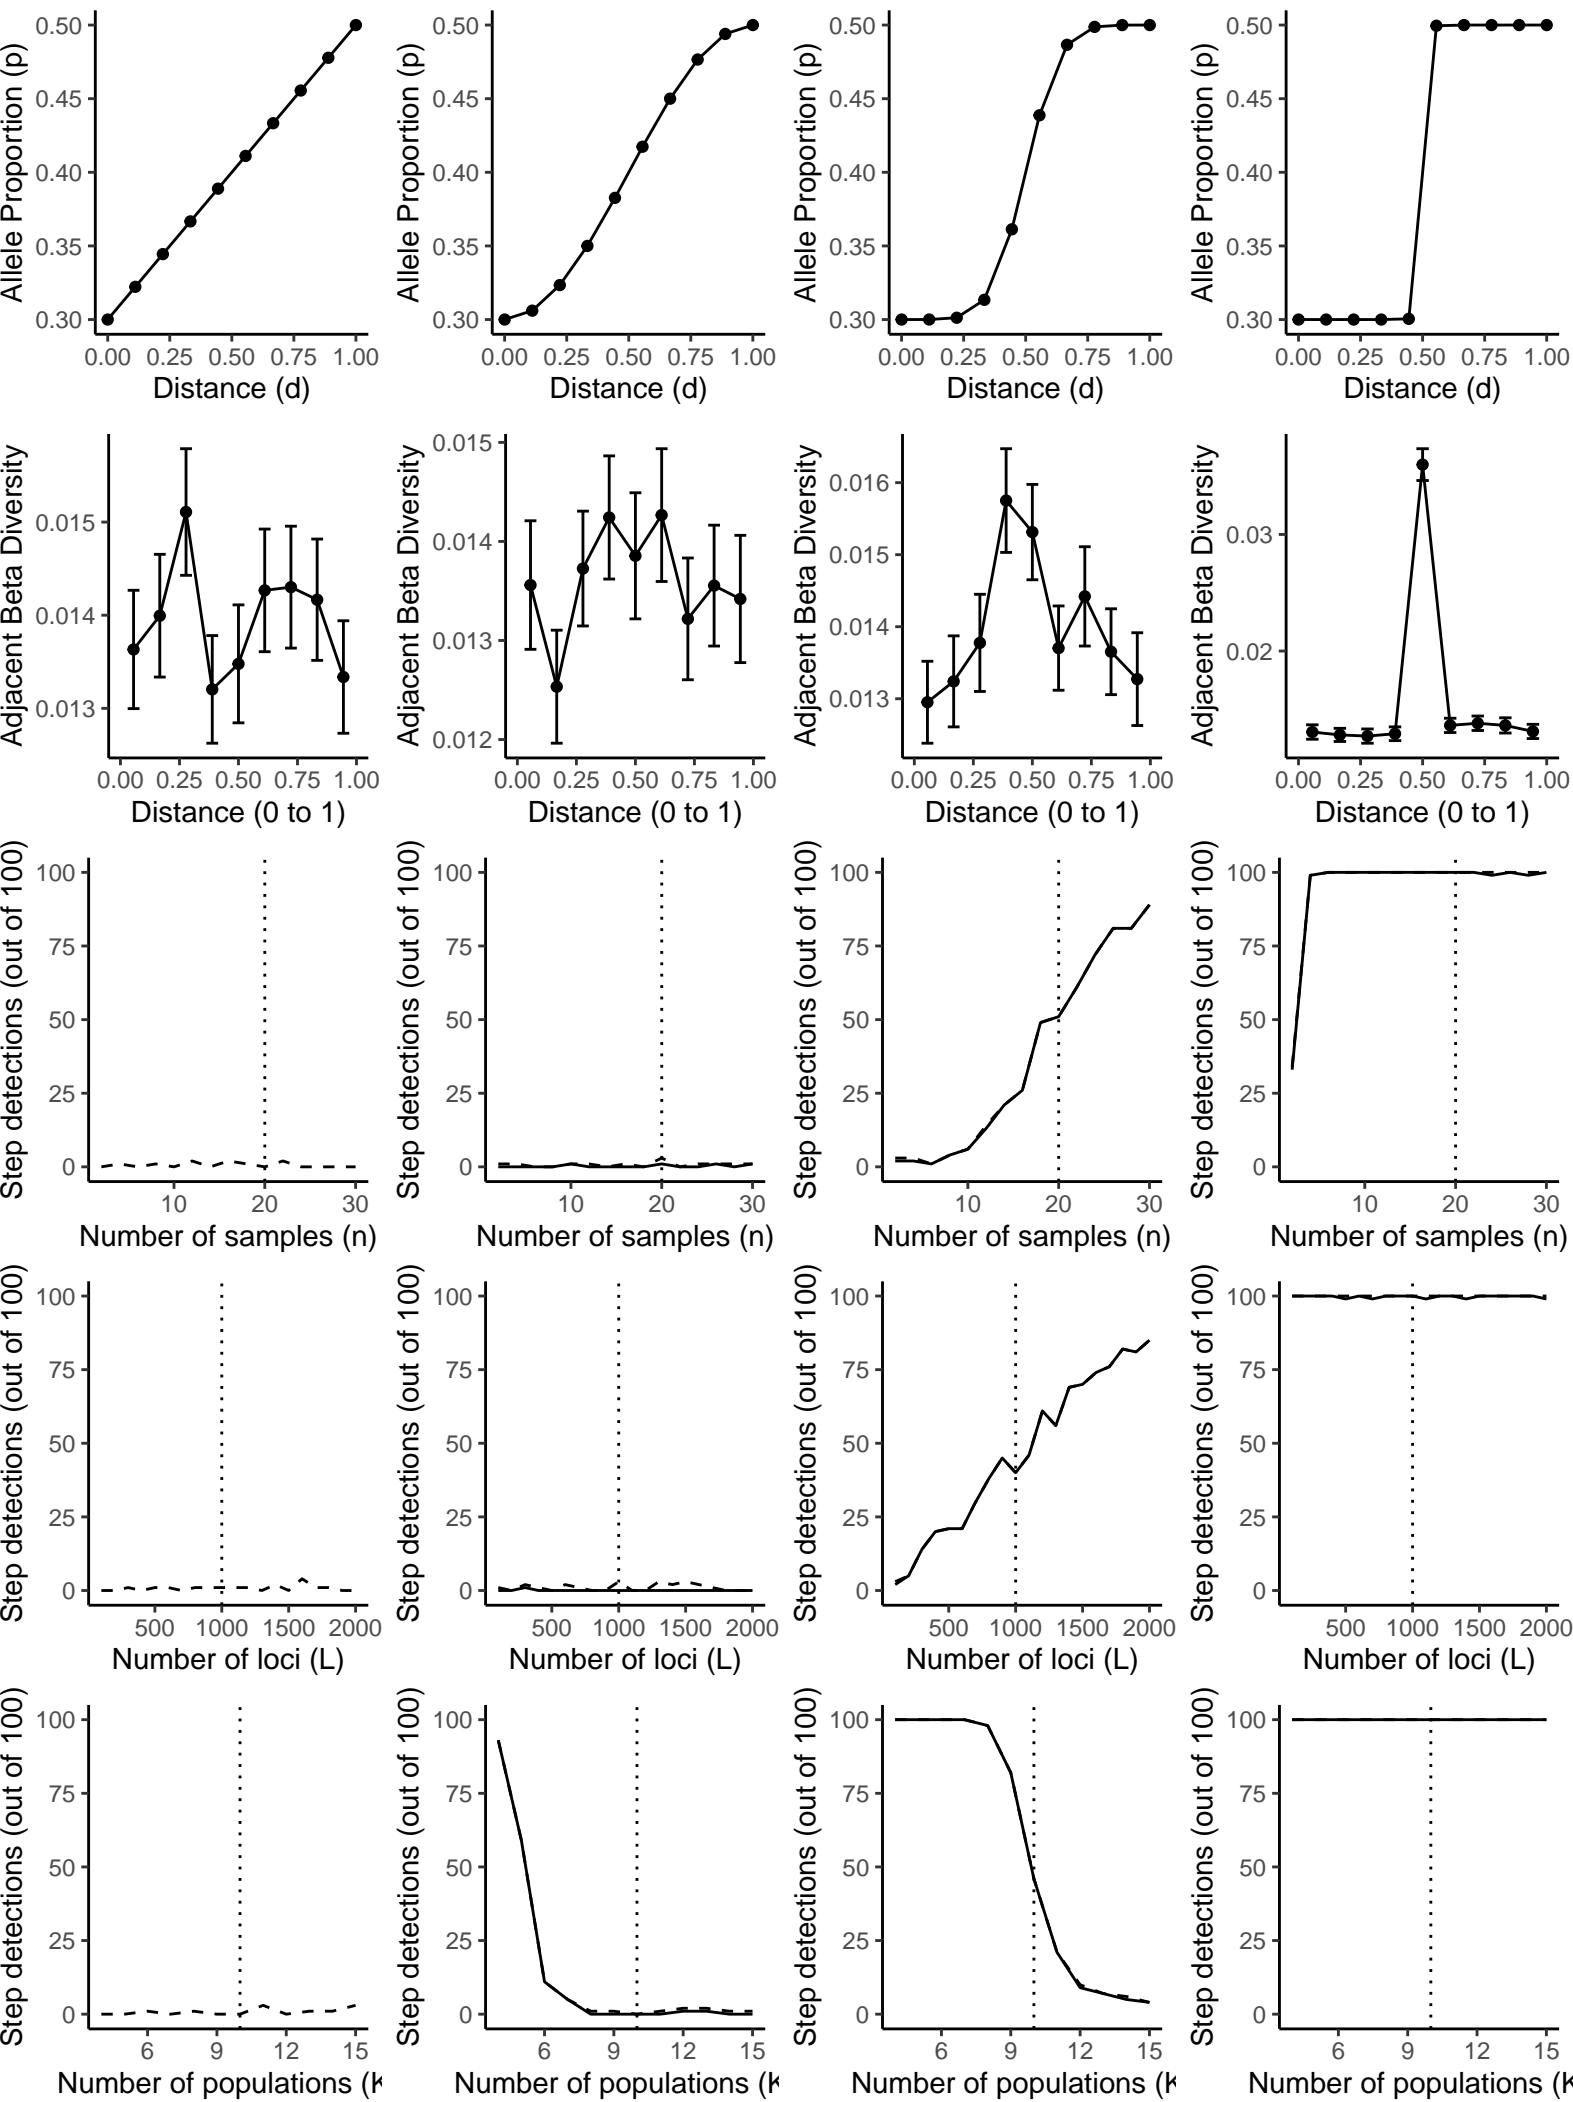 Allele Proportion (p)
0.50
0.45
0.40
0.35
0.30
0.00 0.25 0.50 0.75 1.00
Distance (d)
Allele Proportion (p)
0.50
0.45
0.40
0.35
0.30
0.00 0.25 0.50 0.75 1.00
Distance (d)
Allele Proportion (p)
0.50
0.45
0.40
0.35
0.30
0.00 0.25 0.50 0.75 1.00
Distance (d)
Allele Proportion (p)
0.50
0.45
0.40
0.35
0.30
0.00 0.25 0.50 0.75 1.00
Distance (d)
Adjacent Beta Diversity
0.015
0.014
0.013
0.00 0.25 0.50 0.75 1.00
Distance (0 to 1)
Adjacent Beta Diversity
0.015
0.014
0.013
0.012
0.00 0.25 0.50 0.75 1.00
Distance (0 to 1)
Adjacent Beta Diversity
0.016
0.015
0.014
0.013
0.00 0.25 0.50 0.75 1.00
Distance (0 to 1)
Adjacent Beta Diversity
0.03
0.02
0.00 0.25 0.50 0.75 1.00
Distance (0 to 1)
Step detections (out of 100)
100
75
50
25
0
10 20 30
Number of samples (n)
Step detections (out of 100)
100
75
50
25
0
10 20 30
Number of samples (n)
Step detections (out of 100)
100
75
50
25
0
10 20 30
Number of samples (n)
Step detections (out of 100)
100
75
50
25
0
10 20 30
Number of samples (n)
Step detections (out of 100)
100
75
50
25
0
500 1000 1500 2000
Number of loci (L)
Step detections (out of 100)
100
75
50
25
0
500 1000 1500 2000
Number of loci (L)
Step detections (out of 100)
100
75
50
25
0
500 1000 1500 2000
Number of loci (L)
Step detections (out of 100)
100
75
50
25
0
500 1000 1500 2000
Number of loci (L)
Step detections (out of 100)
100
75
50
25
0
6 9 12 15
Number of populations (K
Step detections (out of 100)
100
75
50
25
0
6 9 12 15
Number of populations (K
Step detections (out of 100)
100
75
50
25
0
6 9 12 15
Number of populations (K
Step detections (out of 100)
100
75
50
25
0
6 9 12 15
Number of populations (K